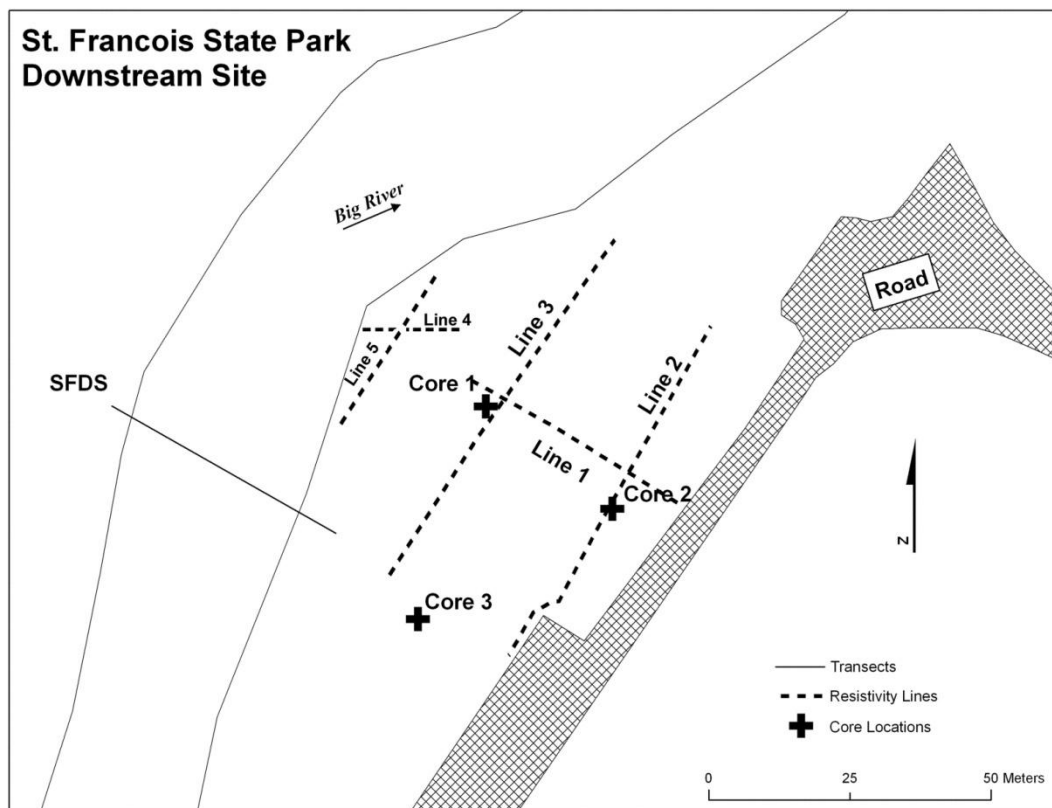 St. Francois State Park
Downstream Site
Big River
Line 3
Line 4
Line 5
Line 2
Road
SFDS
Core 1
Line 1
Core 2
Core 3
N
Transects
Resistivity Lines
Core Locations
0 25 50 Meters